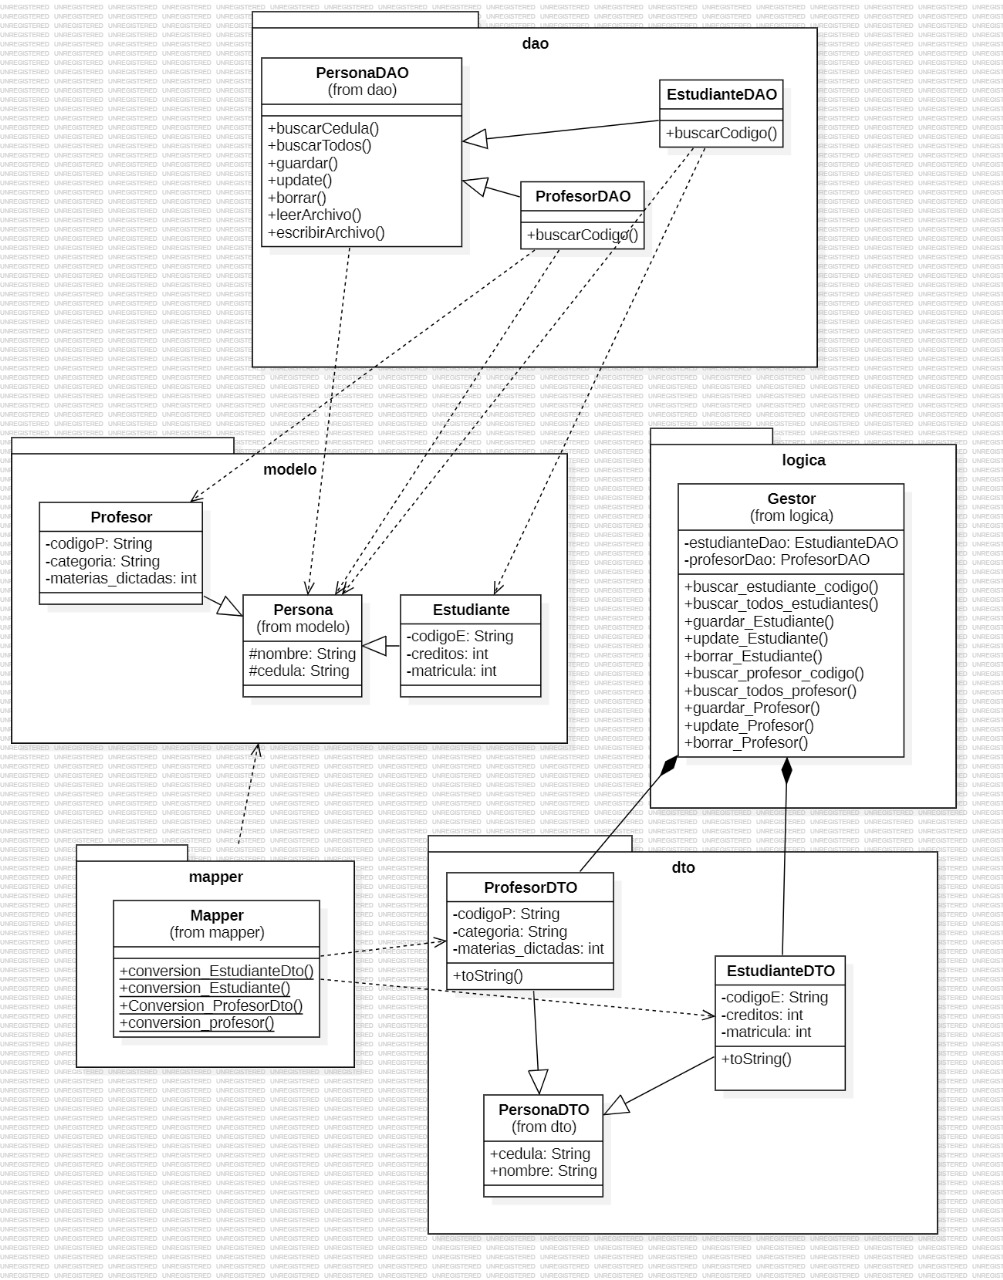 dao
PersonaDAO
(from dao)
+buscarCedula()
+buscarTodos()
+guardar()
+update()
+borrar()
+leerArchivo()
+escribirArchivo()
EstudianteDAO
+buscarCodigo()
ProfesorDAO
+buscarCodigo()
modelo
Profesor
-codigoP: String
-categoria: String
-materias_dictadas: int
Persona
(from modelo)
#nombre: String
#cedula: String
Estudiante
-codigoE: String
-creditos: int
-matricula: int
logica
Gestor
(from logica)
-estudianteDao: EstudianteDAO
-profesorDao: ProfesorDAO
+buscar_estudiante_codigo()
+buscar_todos_estudiantes()
+guardar_Estudiante()
+update_Estudiante()
+borrar_Estudiante()
+buscar_profesor_codigo()
+buscar_todos_profesor()
+guardar_Profesor()
+update_Profesor()
+borrar_Profesor()
mapper
Mapper
(from mapper)
+conversion_EstudianteDto()
+conversion_Estudiante()
+Conversion_ProfesorDto()
+conversion_profesor()
dto
ProfesorDTO
-codigoP: String
-categoria: String
-materias_dictadas: int
+toString()
EstudianteDTO
-codigoE: String
-creditos: int
-matricula: int
+toString()
PersonaDTO
(from dto)
+cedula: String
+nombre: String
UNREGISTERED